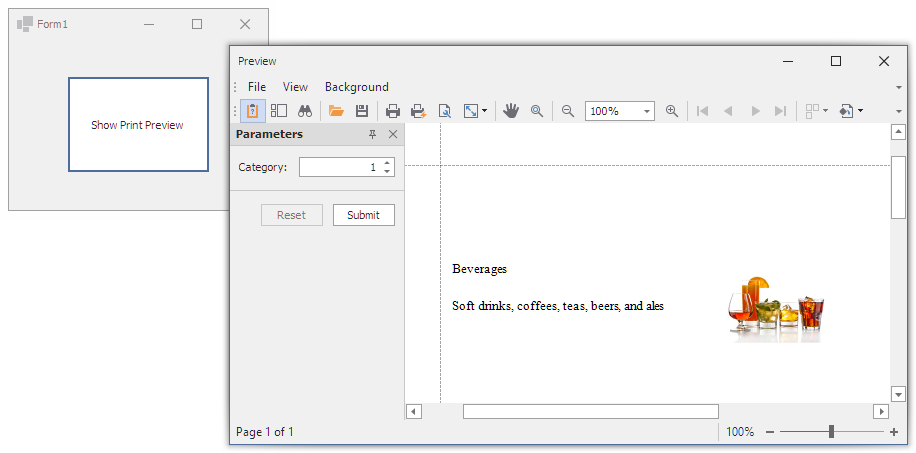 Form1
Show Print Preview
Preview
File View Background
100%
Parameters
Category: 1
Reset Submit
Beverages
Soft drinks, coffees, teas, beers, and ales
Page 1 of 1
100%